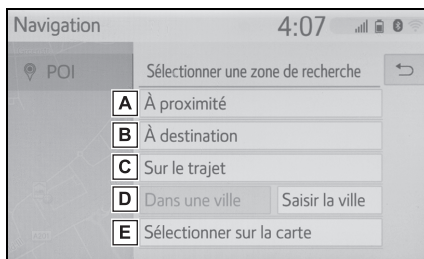 Navigation 4:07
POI
Sélectionner une zone de recherche
A À proximité
B À destination
C Sur le trajet
D Dans une ville Saisir la ville
E Sélectionner sur la carte